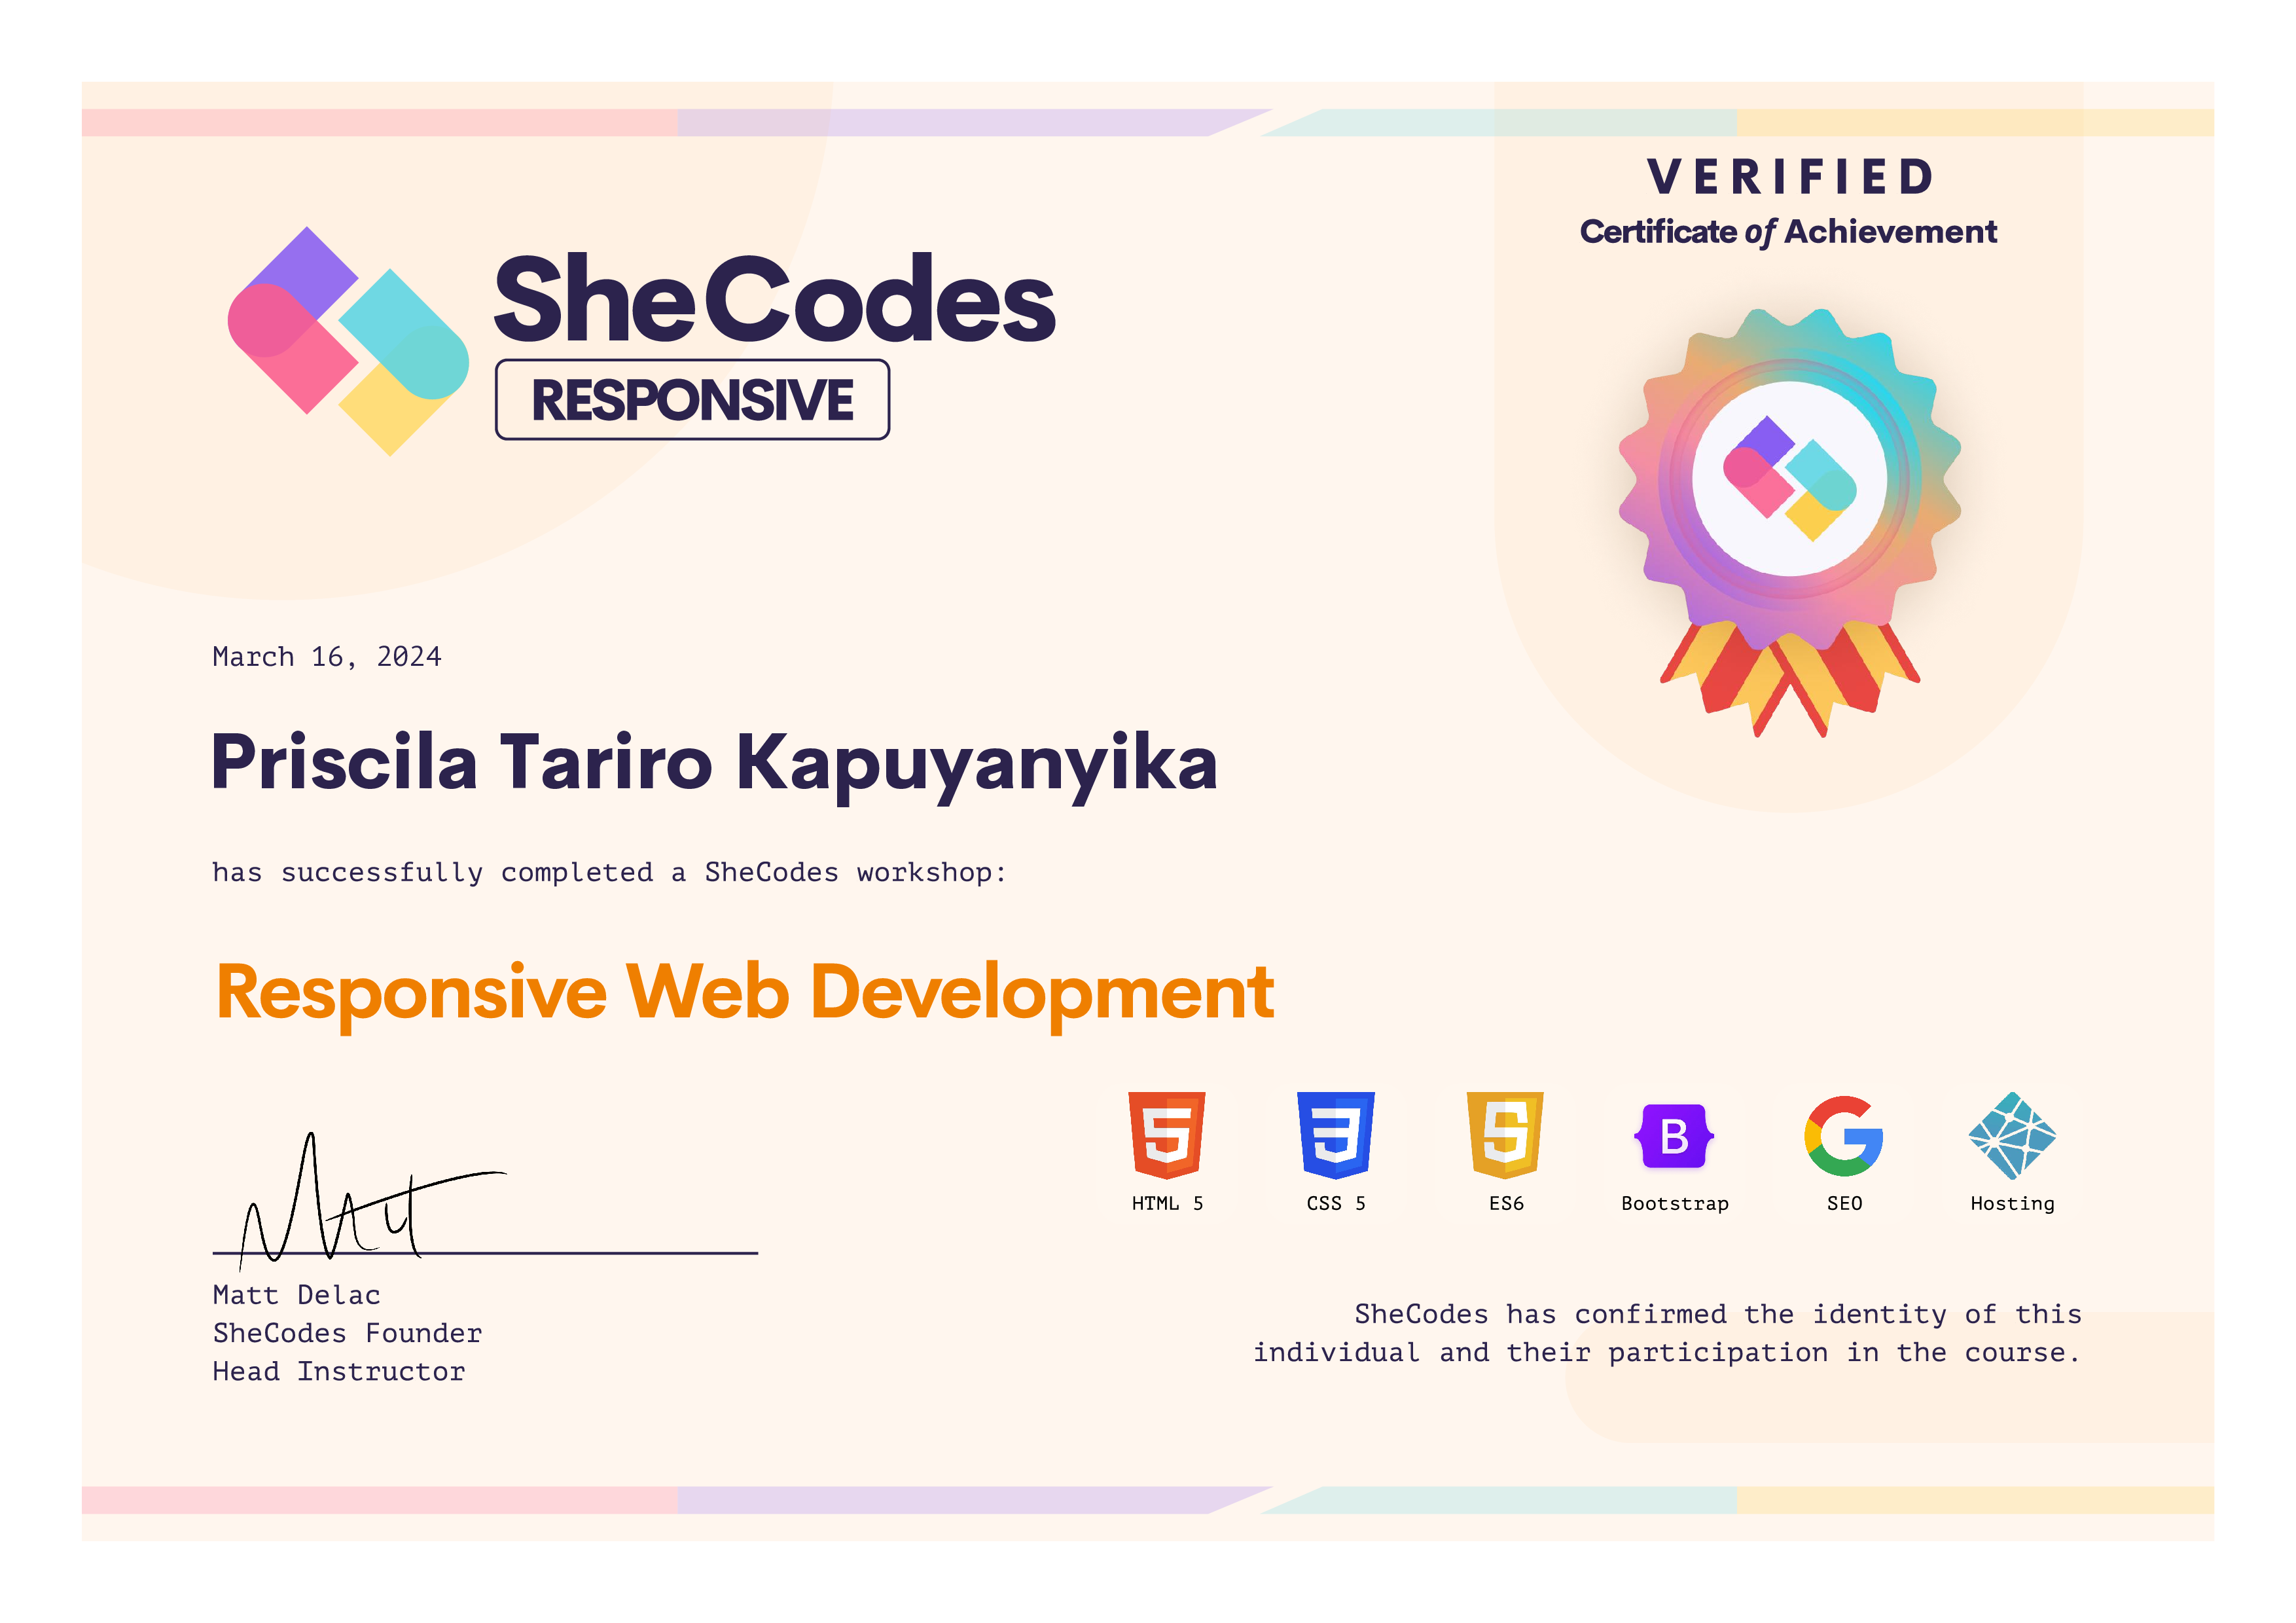 VERIFIED
Certificate of Achievement
SheCodes
RESPONSIVE
March 16, 2024
Priscila Tariro Kapuyanyika
has successfully completed a SheCodes workshop:
Responsive Web Development
HTML 5 CSS 5 ES6 Bootstrap SEO Hosting
Matt Delac
SheCodes Founder
Head Instructor
SheCodes has confirmed the identity of this
individual and their participation in the course.